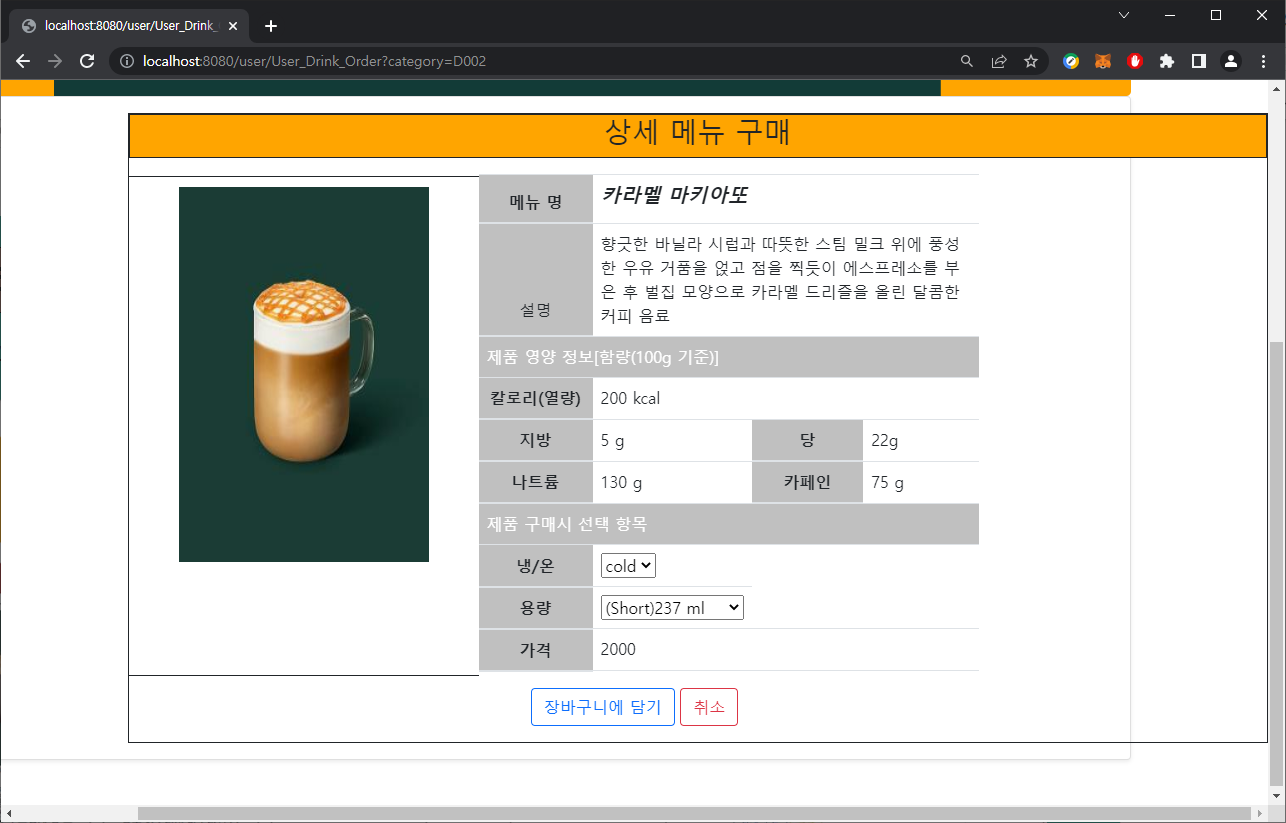 localhost:8080/user/User_Drink_
localhost:8080/user/User_Drink_Order?category=D002
상세 메뉴 구매
메뉴 명 카라멜 마키아또
향긋한 바닐라 시럽과 따뜻한 스팀 밀크 위에 풍성
한 우유 거품을 얹고 점을 찍듯이 에스프레소를 부
은 후 벌집 모양으로 카라멜 드리즐을 올린 달콤한
커피 음료
설명
제품 영양 정보[함량(100g 기준)]
칼로리(열량) 200 kcal
지방 5 g 당 22g
나트륨 130 g 카페인 75 g
제품 구매시 선택 항목
냉/온 cold
용량 (Short)237 ml
가격 2000
장바구니에 담기 취소